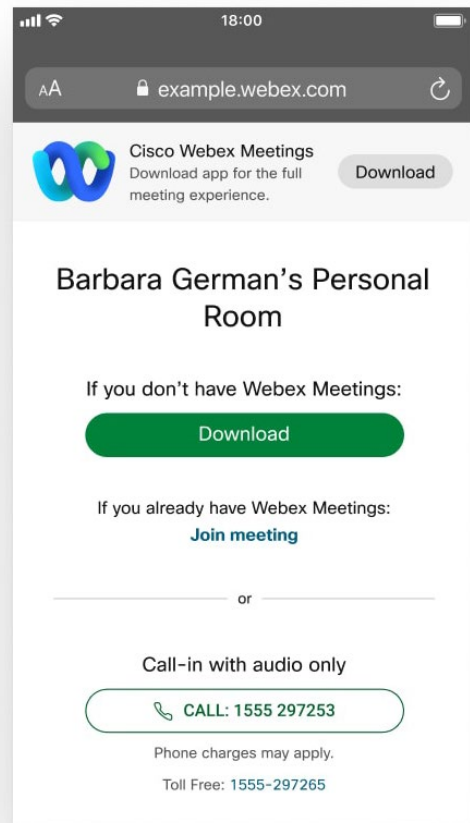 18:00
AA example.webex.com
Cisco Webex Meetings
Download app for the full
meeting experience.
Download
Barbara German’s Personal
Room
If you don’t have Webex Meetings:
Download
If you already have Webex Meetings:
Join meeting
or
Call-in with audio only
CALL: 1555 297253
Phone charges may apply.
Toll Free: 1555-297265